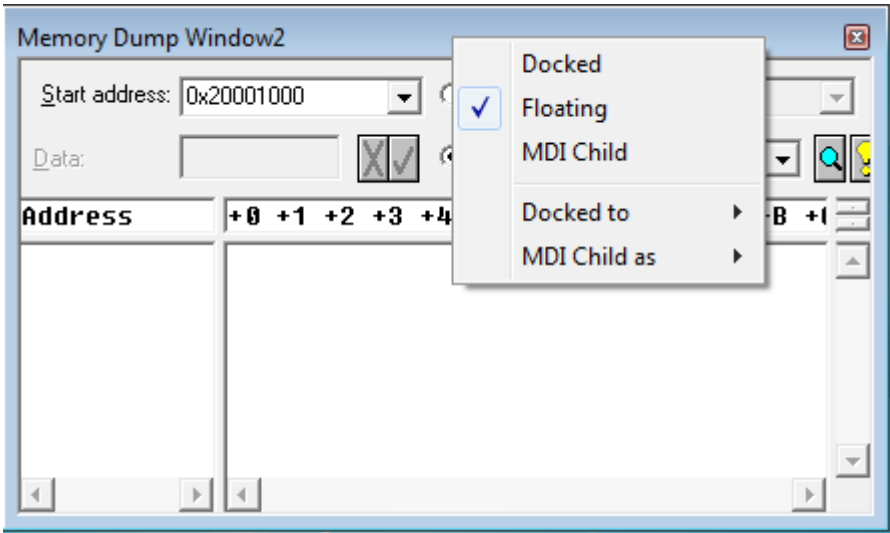 Memory Dump Window2
Start address: 0x20001000
Docked
Floating
MDI Child
Data:
Address +0 +1 +2 +3 +4
Docked to
MDI Child as